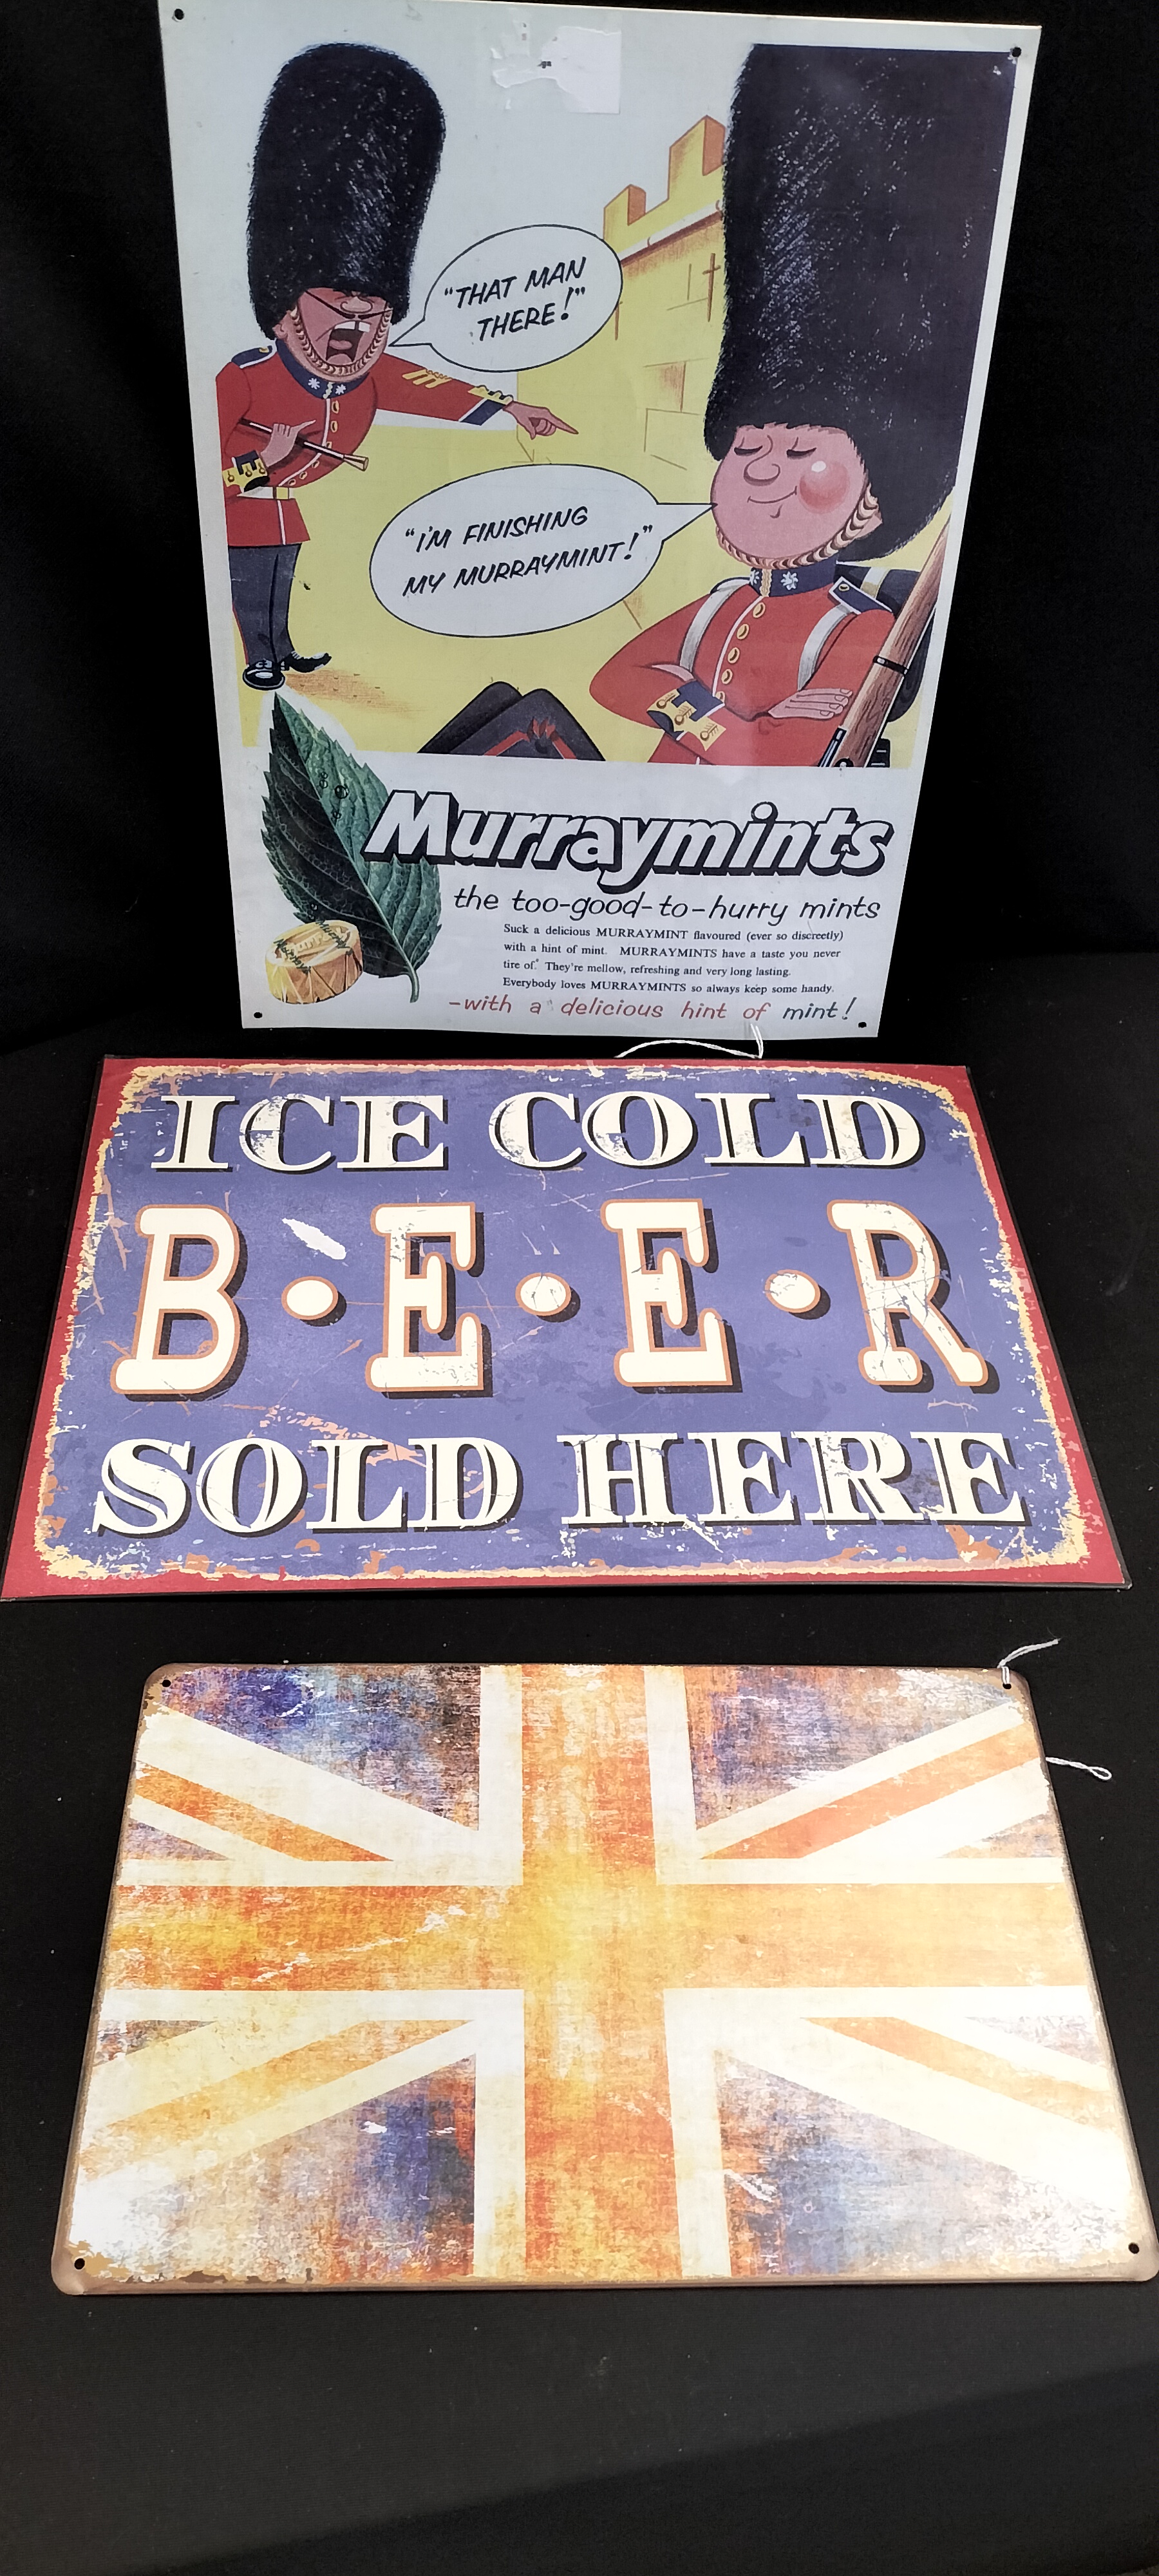 "THAT MAN
THERE!"
"I'M FINISHING
MY MURRAYMINT!"
Murraymints
the too-good-to-hurry mints
Suck a delicious MURRAYMINT flavoured (ever so discreetly)
with a hint of mint. MURRAYMINTS have a taste you never
tire of. They're mellow, refreshing and very long lasting.
Everybody loves MURRAYMINTS so always keep some handy.
-with a delicious hint of mint!
ICE COLD
B•E•E•R
SOLD HERE